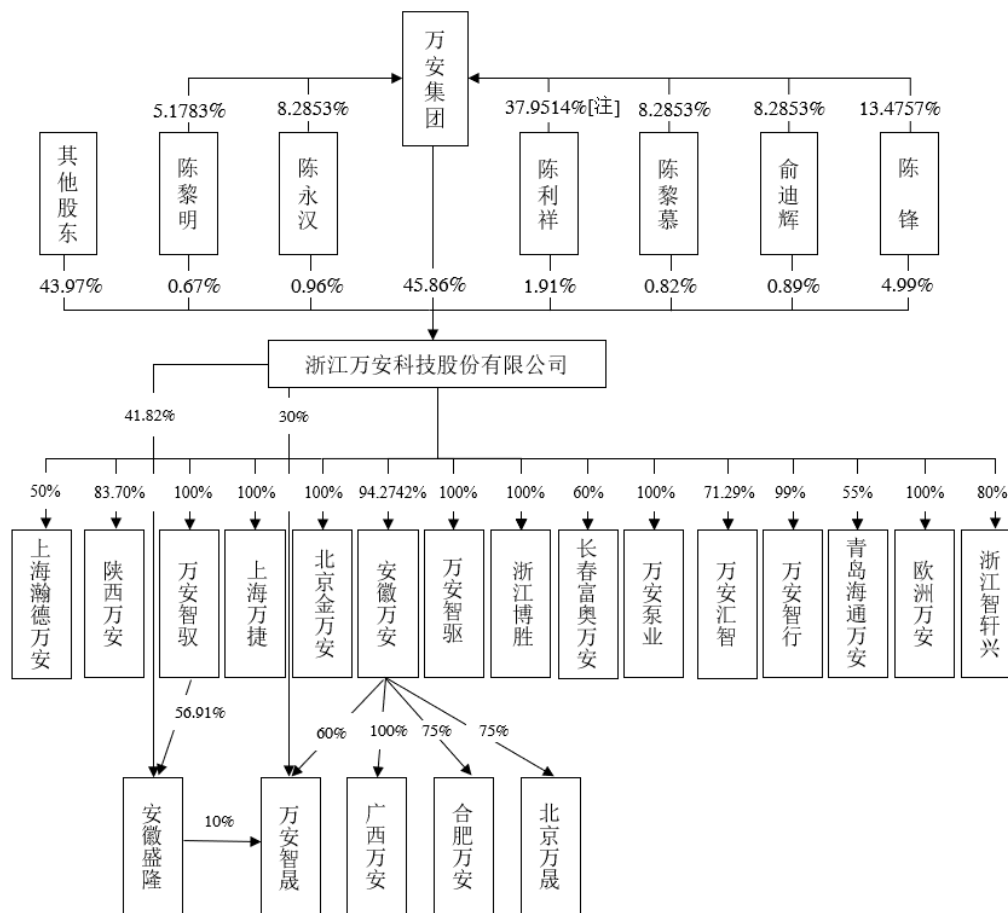 万安集团
5.1783%
8.2853%
37.9514%[注]
8.2853%
8.2853%
13.4757%
其他股东
陈黎明
陈永汉
陈利祥
陈黎慕
俞迪辉
陈锋
43.97%
0.67%
0.96%
45.86%
1.91%
0.82%
0.89%
4.99%
浙江万安科技股份有限公司
41.82%
30%
50%
83.70%
100%
100%
100%
94.2742%
100%
100%
60%
100%
71.29%
99%
55%
100%
80%
上海瀚德万安
陕西万安
万安智驭
上海万捷
北京金万安
安徽万安
万安智驱
浙江博胜
长春富奥万安
万安泵业
万安汇智
万安智行
青岛海通万安
欧洲万安
浙江智轩兴
56.91%
60%
100%
75%
75%
安徽盛隆
10%
万安智晟
广西万安
合肥万安
北京万晟